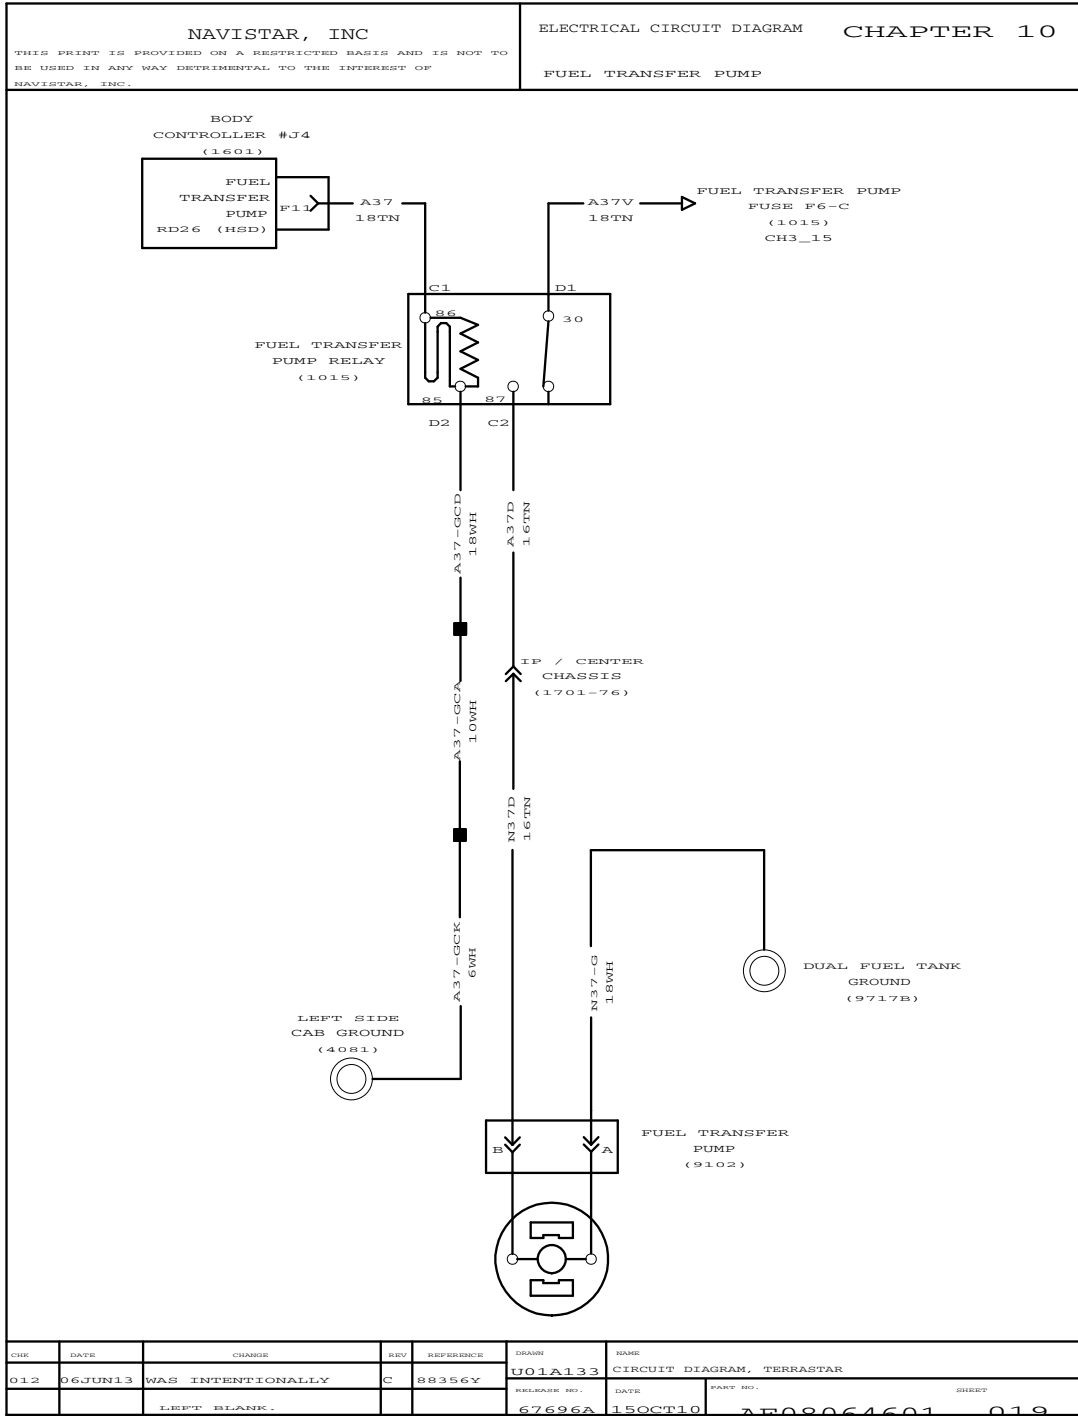 NAVISTAR, INC
THIS PRINT IS PROVIDED ON A RESTRICTED BASIS AND IS NOT TO
BE USED IN ANY WAY DETRIMENTAL TO THE INTEREST OF
NAVISTAR, INC.
ELECTRICAL CIRCUIT DIAGRAM
CHAPTER 10
FUEL TRANSFER PUMP
BODY
CONTROLLER #J4
(1601)
FUEL
TRANSFER
PUMP
RD26 (HSD)
F11
A37
18TN
A37V
18TN
FUEL TRANSFER PUMP
FUSE F6-C
(1015)
CH3_15
C1
D1
86
30
FUEL TRANSFER
PUMP RELAY
(1015)
85
87
D2
C2
A37-GCD
18WH
A37D
16TN
IP / CENTER
CHASSIS
(1701-76)
A37-GCA
10WH
N37D
16TN
A37-GCK
6WH
N37-G
18WH
DUAL FUEL TANK
GROUND
(9717B)
LEFT SIDE
CAB GROUND
(4081)
B
A
FUEL TRANSFER
PUMP
(9102)
CHK
DATE
CHANGE
REV
REFERENCE
DRAWN
NAME
012
06JUN13
WAS INTENTIONALLY
C
88356Y
U01A133
CIRCUIT DIAGRAM, TERRASTAR
LEFT BLANK.
RELEASE NO.
DATE
PART NO.
SHEET
67696A
15OCT10
AF08064601
019